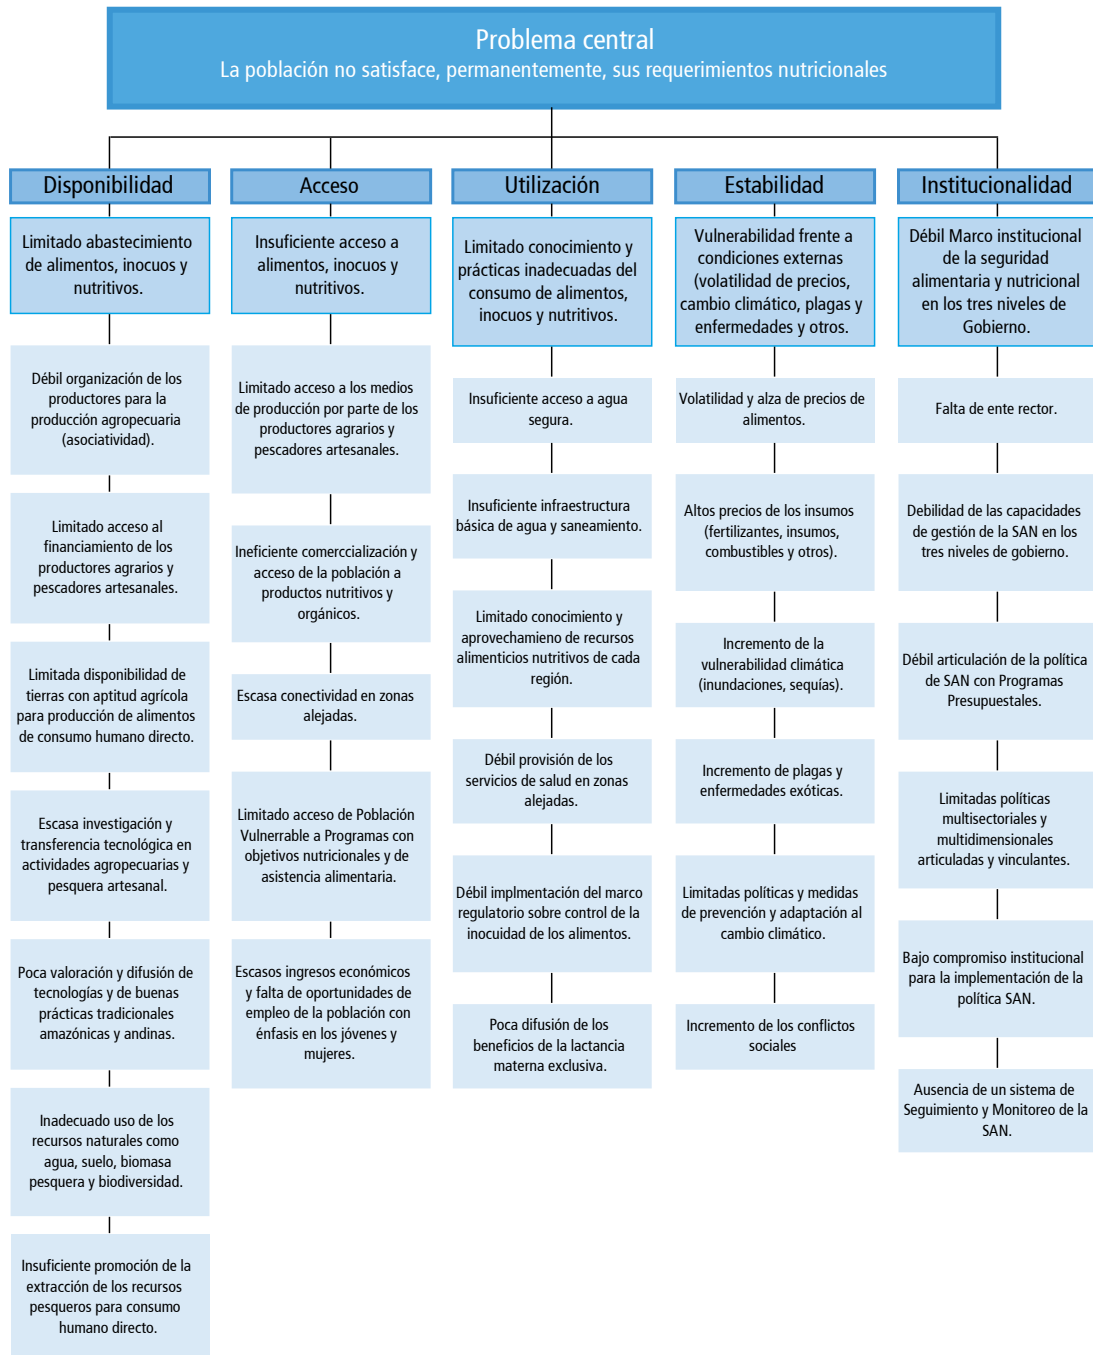 Problema central
La población no satisface, permanentemente, sus requerimientos nutricionales
Disponibilidad
Limitado abastecimiento
de alimentos, inocuos y
nutritivos.
Débil organización de los
productores para la
producción agropecuaria
(asociatividad).
Limitado acceso al
financiamiento de los
productores agrarios y
pescadores artesanales.
Limitada disponibilidad de
tierras con aptitud agrícola
para producción de alimentos
de consumo humano directo.
Escasa investigación y
transferencia tecnológica en
actividades agropecuarias y
pesquera artesanal.
Poca valoración y difusión de
tecnologías y de buenas
prácticas tradicionales
amazónicas y andinas.
Inadecuado uso de los
recursos naturales como
agua, suelo, biomasa
pesquera y biodiversidad.
Insuficiente promoción de la
extracción de los recursos
pesqueros para consumo
humano directo.
Acceso
Insuficiente acceso a
alimentos, inocuos y
nutritivos.
Limitado acceso a los medios
de producción por parte de los
productores agrarios y
pescadores artesanales.
Ineficiente comerccialización y
acceso de la población a
productos nutritivos y
orgánicos.
Escasa conectividad en zonas
alejadas.
Limitado acceso de Población
Vulnerrable a Programas con
objetivos nutricionales y de
asistencia alimentaria.
Escasos ingresos económicos
y falta de oportunidades de
empleo de la población con
énfasis en los jóvenes y
mujeres.
Utilización
Limitado conocimiento y
prácticas inadecuadas del
consumo de alimentos,
inocuos y nutritivos.
Insuficiente acceso a agua
segura.
Insuficiente infraestructura
básica de agua y saneamiento.
Limitado conocimiento y
aprovechamieno de recursos
alimenticios nutritivos de cada
región.
Débil provisión de los
servicios de salud en zonas
alejadas.
Débil implmentación del marco
regulatorio sobre control de la
inocuidad de los alimentos.
Poca difusión de los
beneficios de la lactancia
materna exclusiva.
Estabilidad
Vulnerabilidad frente a
condiciones externas
(volatilidad de precios,
cambio climático, plagas y
enfermedades y otros.
Volatilidad y alza de precios de
alimentos.
Altos precios de los insumos
(fertilizantes, insumos,
combustibles y otros).
Incremento de la
vulnerabilidad climática
(inundaciones, sequías).
Incremento de plagas y
enfermedades exóticas.
Limitadas políticas y medidas
de prevención y adaptación al
cambio climático.
Incremento de los conflictos
sociales
Institucionalidad
Débil Marco institucional
de la seguridad
alimentaria y nutricional
en los tres niveles de
Gobierno.
Falta de ente rector.
Debilidad de las capacidades
de gestión de la SAN en los
tres niveles de gobierno.
Débil articulación de la política
de SAN con Programas
Presupuestales.
Limitadas políticas
multisectoriales y
multidimensionales
articuladas y vinculantes.
Bajo compromiso institucional
para la implementación de la
política SAN.
Ausencia de un sistema de
Seguimiento y Monitoreo de la
SAN.